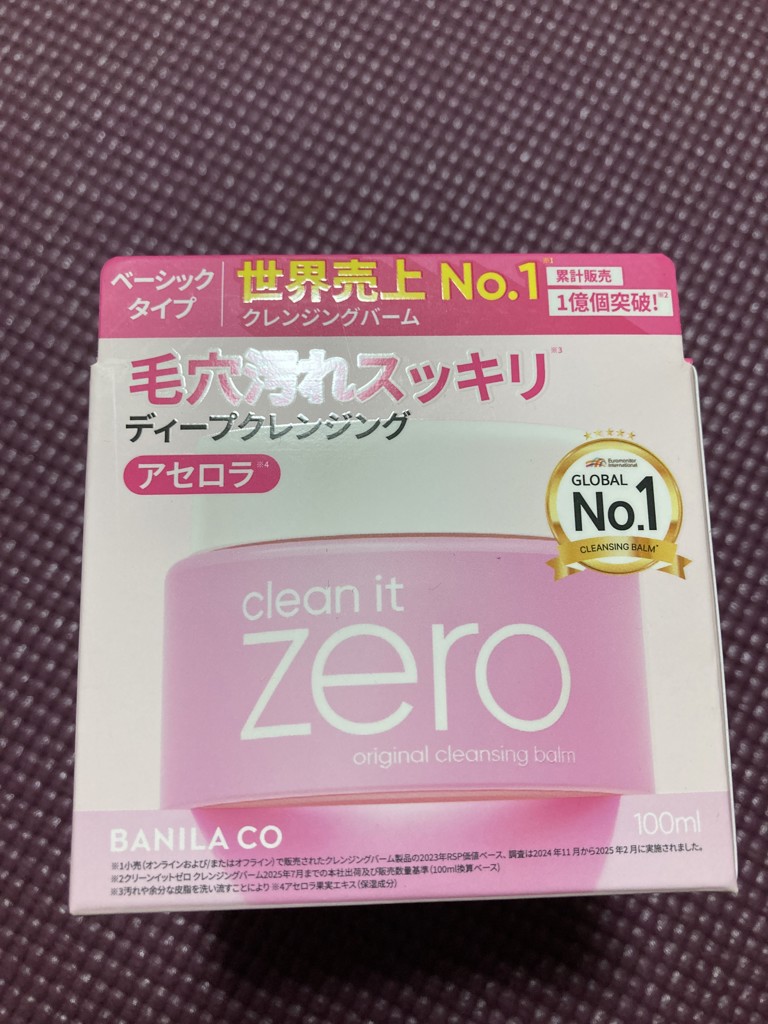 ベーシック
タイプ
世界売上 No.1※1
クレンジングバーム
累計販売
1億個突破!※2
毛穴汚れスッキリ※3
ディープクレンジング
アセロラ※4
Euromonitor
International
GLOBAL
No.1
CLEANSING BALM*
clean it
zero
original cleansing balm
BANILA CO
100ml
※1小売(オンラインおよび/またはオフライン)で販売されたクレンジングバーム製品の2023年RSP価値ベース、調査は2024年11月から2025年2月に実施されました。
※2クリーンイットゼロ クレンジングバーム2025年7月までの本社出荷及び販売数量基準(100ml換算ベース)
※3汚れや余分な皮脂を洗い流すことにより ※4アセロラ果実エキス(保湿成分)